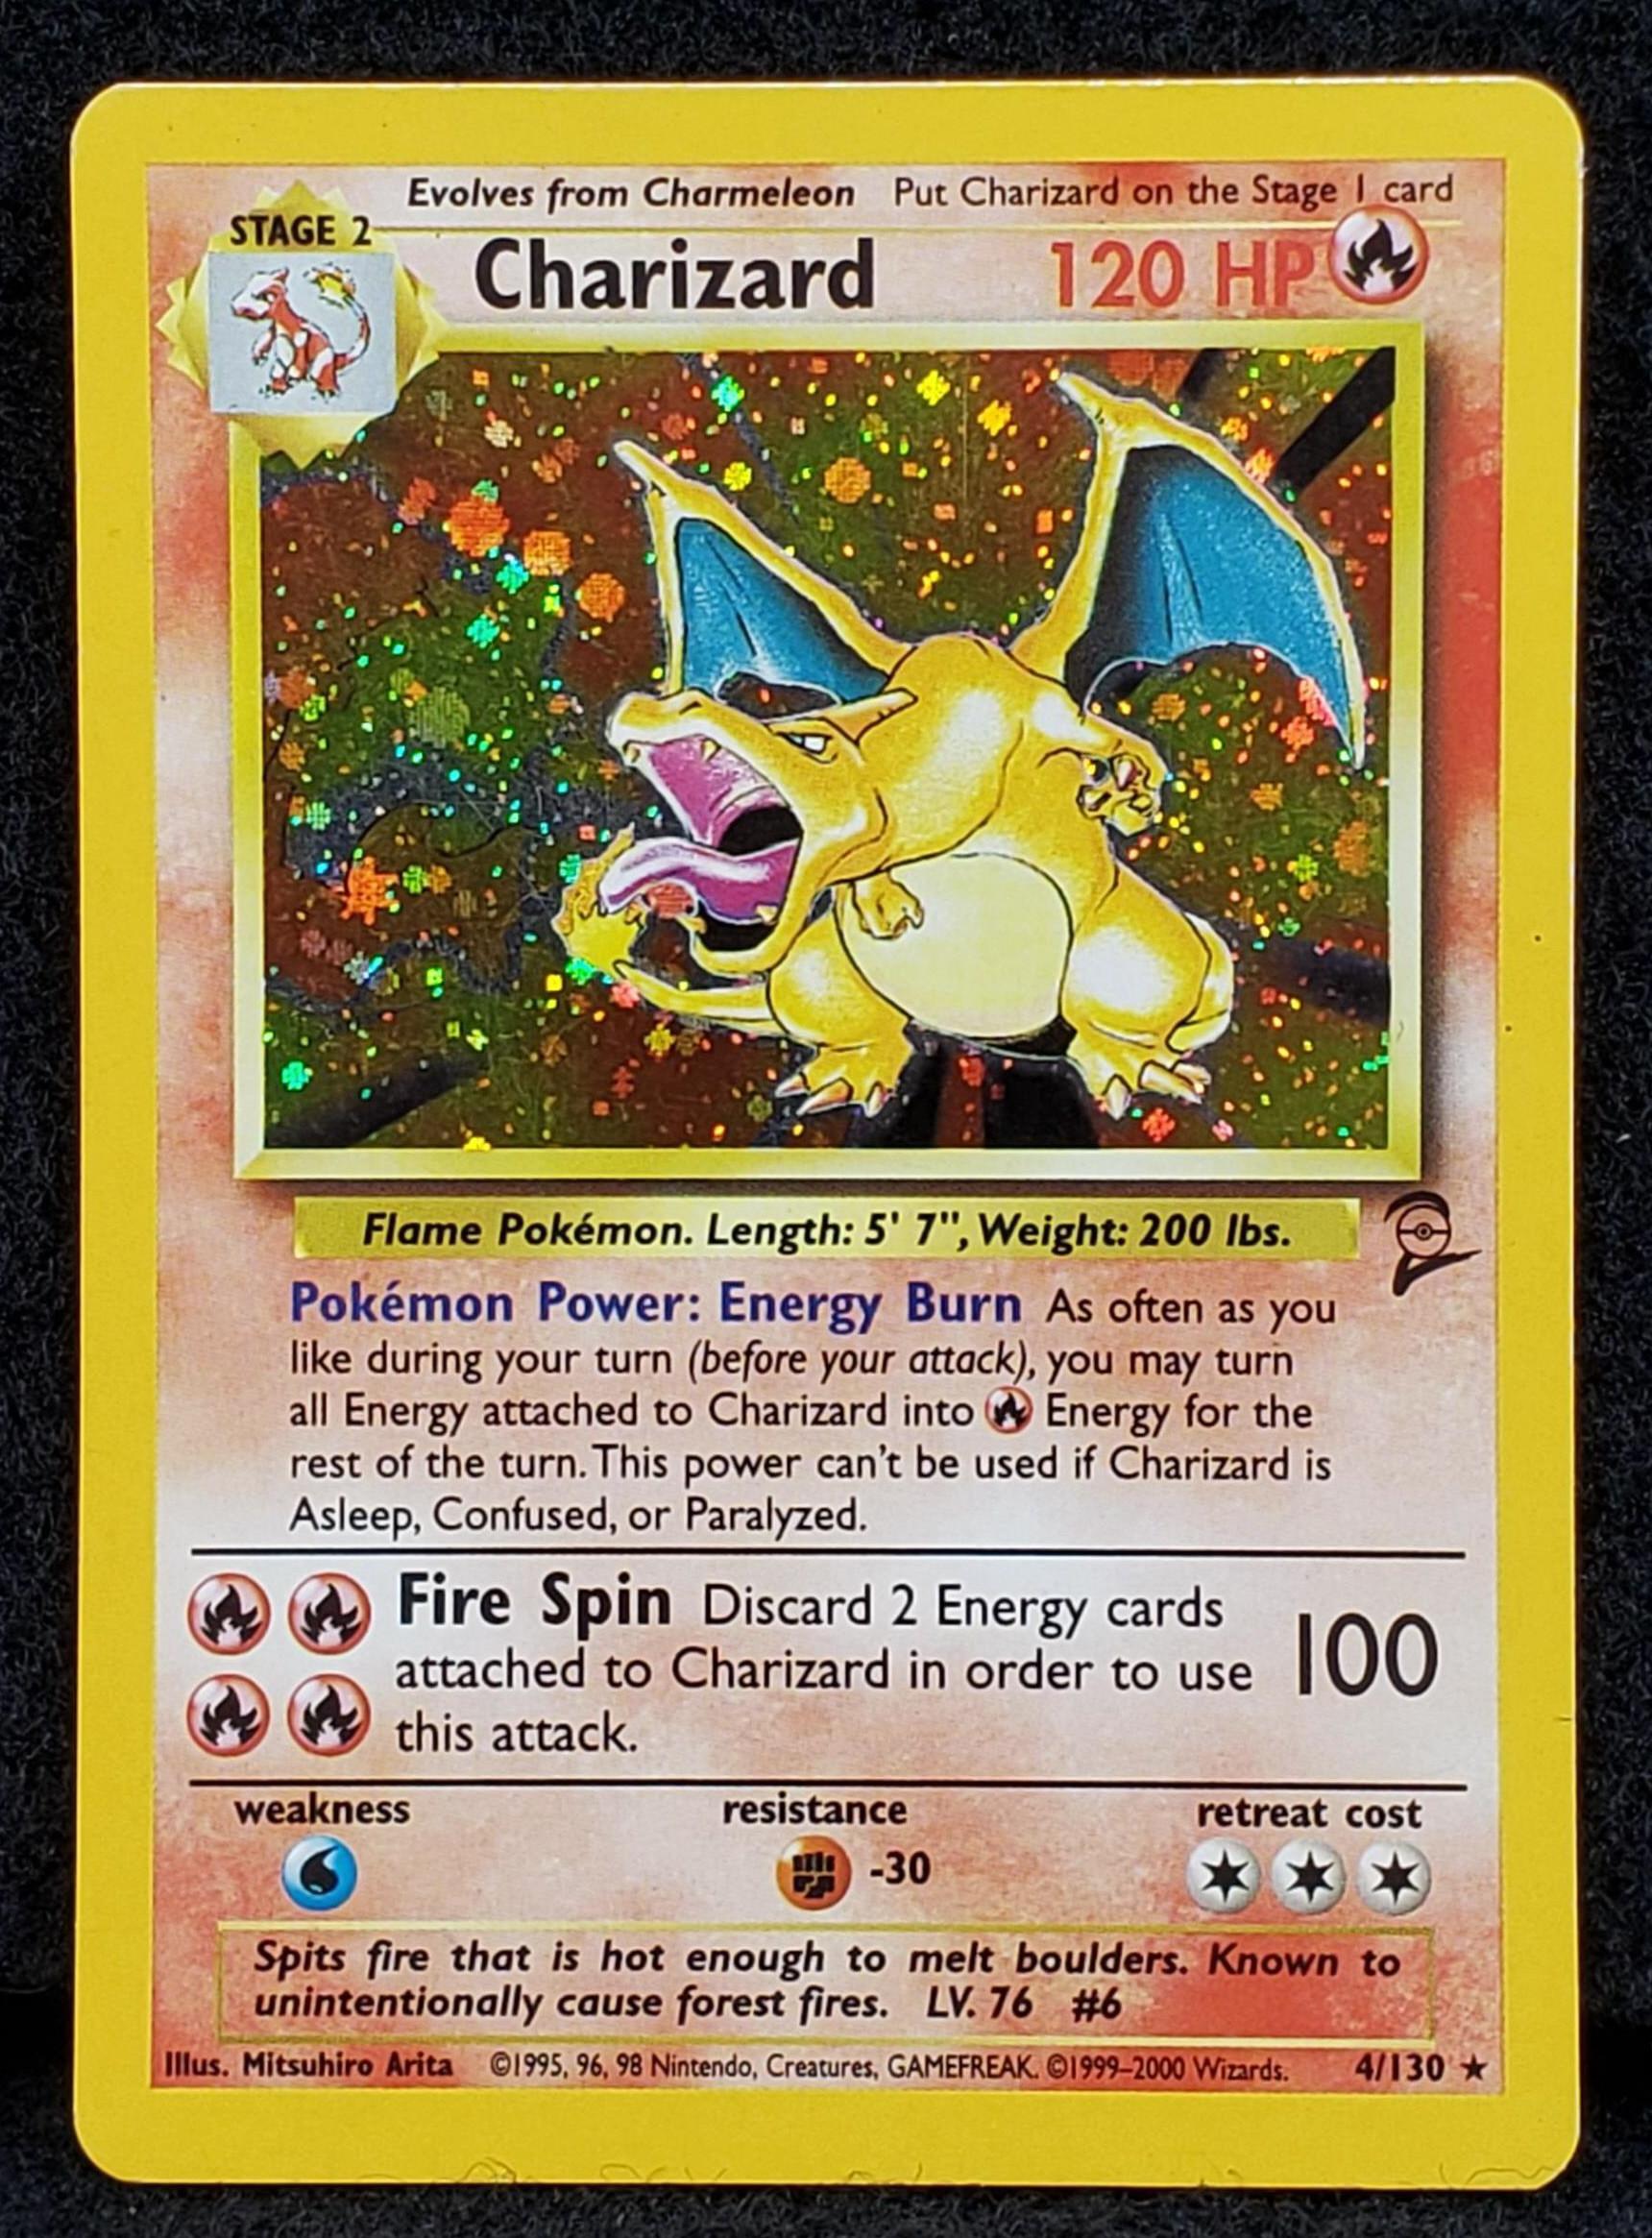 Evolves from Charmeleon Put Charizard on the Stage 1 card
STAGE 2
Charizard 120 HP
Flame Pokémon. Length: 5' 7", Weight: 200 lbs.
Pokémon Power: Energy Burn As often as you
like during your turn (before your attack), you may turn
all Energy attached to Charizard into Energy for the
rest of the turn. This power can't be used if Charizard is
Asleep, Confused, or Paralyzed.
Fire Spin Discard 2 Energy cards
attached to Charizard in order to use
this attack.
100
weakness resistance retreat cost
-30
Spits fire that is hot enough to melt boulders. Known to
unintentionally cause forest fires. LV. 76 #6
Illus. Mitsuhiro Arita ©1995, 96, 98 Nintendo, Creatures, GAMEFREAK. ©1999–2000 Wizards. 4/130 ★